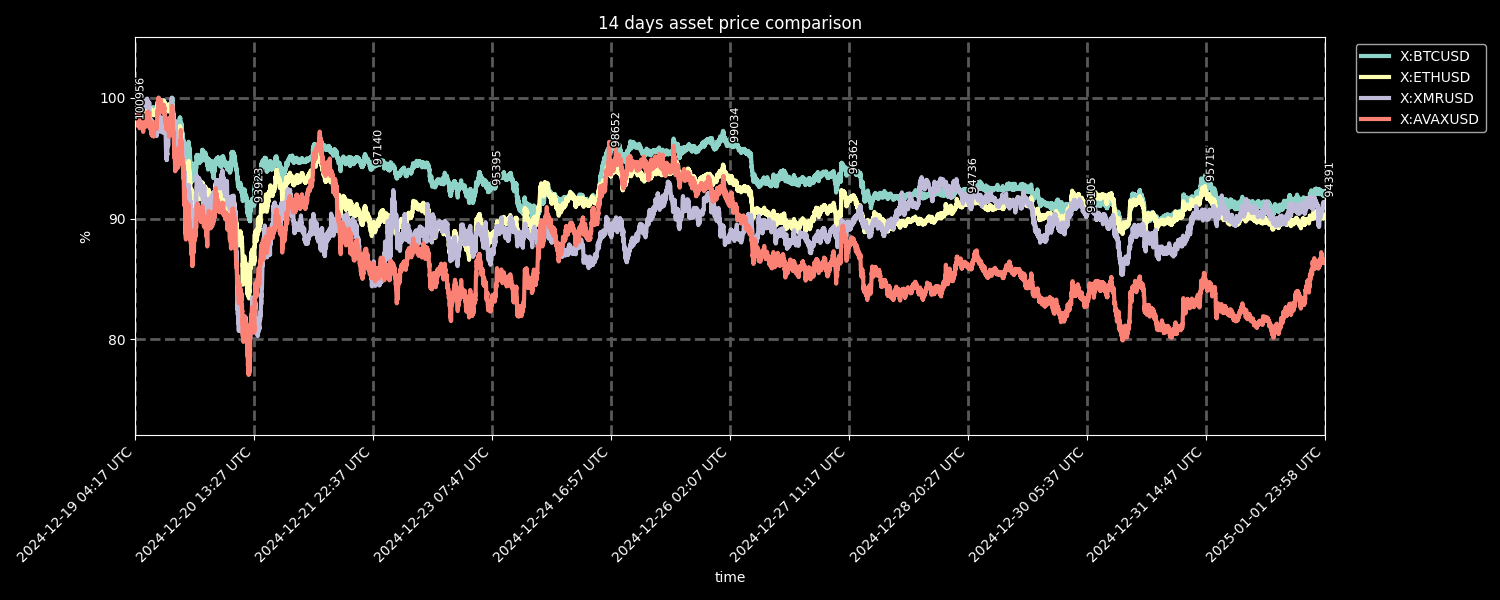 14 days asset price comparison
X:BTCUSD
X:ETHUSD
X:XMRUSD
X:AVAXUSD
100
90
80
%
100956
93923
97140
95395
98652
99034
96362
94736
93405
95715
94391
2024-12-19 04:17 UTC
2024-12-20 13:27 UTC
2024-12-21 22:37 UTC
2024-12-23 07:47 UTC
2024-12-24 16:57 UTC
2024-12-26 02:07 UTC
2024-12-27 11:17 UTC
2024-12-28 20:27 UTC
2024-12-30 05:37 UTC
2024-12-31 14:47 UTC
2025-01-01 23:58 UTC
time